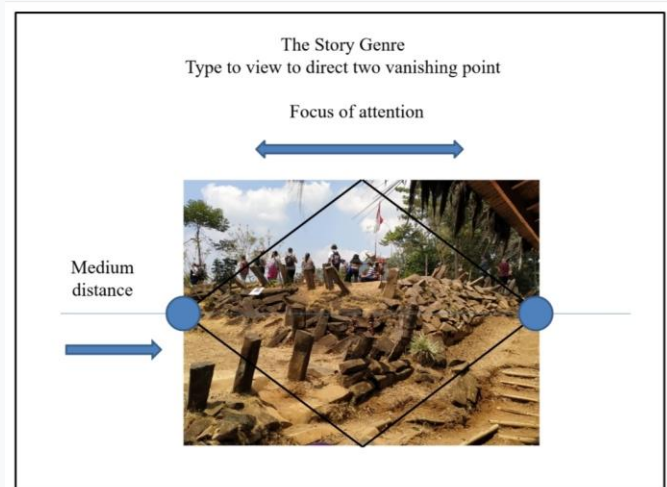 The Story Genre
Type to view to direct two vanishing point
Focus of attention
Medium
distance